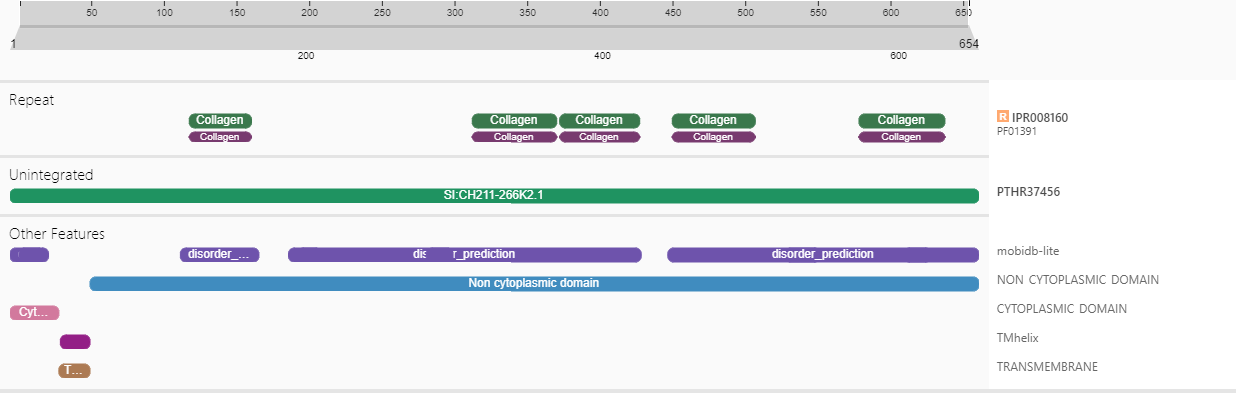 50 100 150 200 250 300 350 400 450 500 550 600 650
1 654
200 400 600
Repeat
Collagen Collagen Collagen Collagen Collagen R IPR008160
Collagen Collagen Collagen Collagen Collagen PF01391
Unintegrated
SI:CH211-266K2.1 PTHR37456
Other Features
disorder_... dis r_prediction disorder_prediction mobidb-lite
Non cytoplasmic domain NON CYTOPLASMIC DOMAIN
Cyt... CYTOPLASMIC DOMAIN
TMhelix
T... TRANSMEMBRANE